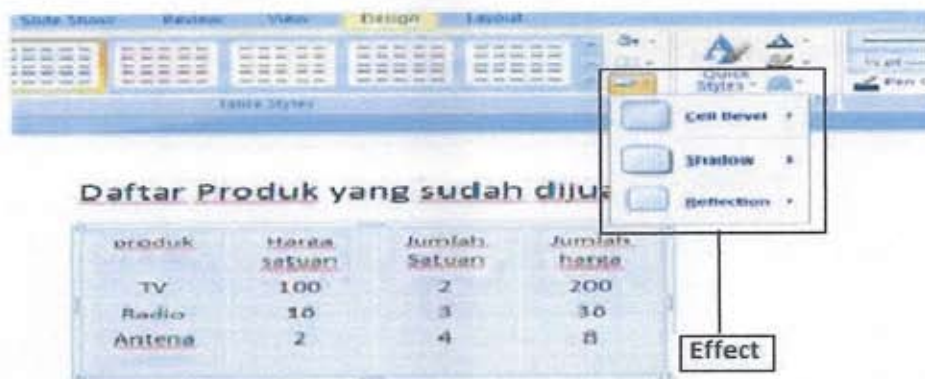 Slide Show Review View Design Layout
Quick
Styles
Table Styles
Pen
Cell Bevel
Shadow
Reflection
Daftar Produk yang sudah dijua
produk Harga satuan Jumlah Satuan Jumlah harga
TV 100 2 200
Radio 10 3 30
Antena 2 4 8
Effect